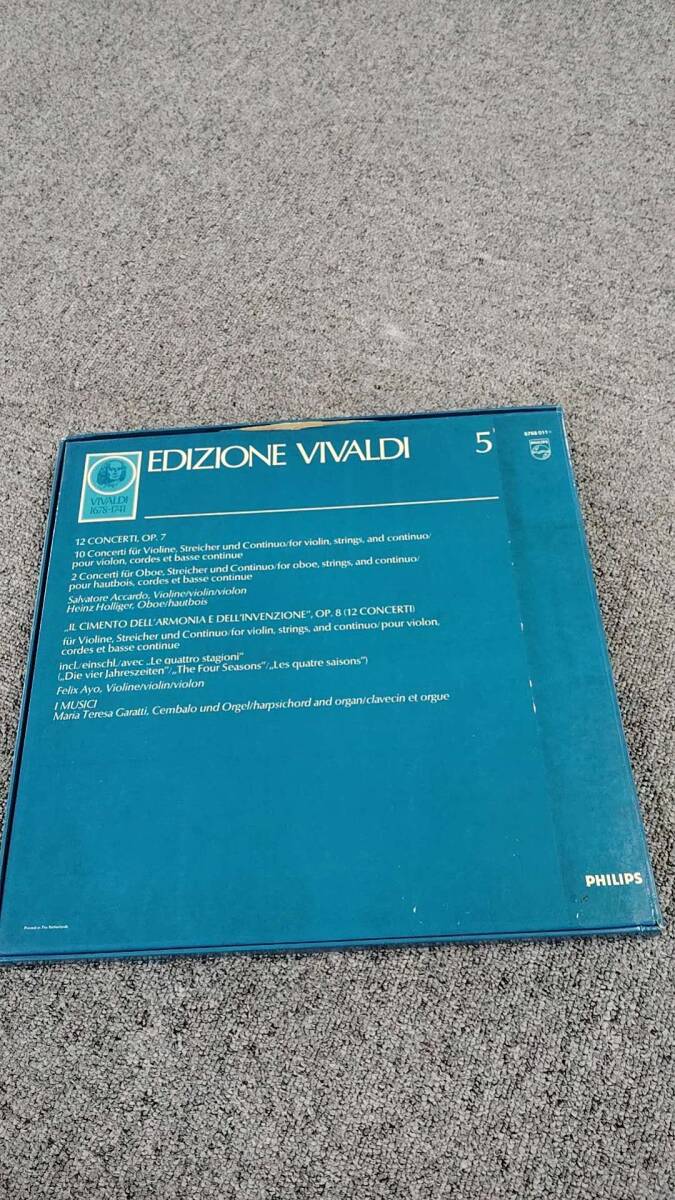 EDIZIONE VIVALDI
5
6768 011
PHILIPS
VIVALDI
1678-1741
12 CONCERTI, OP. 7
10 Concerti für Violine, Streicher und Continuo/for violin, strings, and continuo/
pour violon, cordes et basse continue
2 Concerti für Oboe, Streicher und Continuo/for oboe, strings, and continuo/
pour hautbois, cordes et basse continue
Salvatore Accardo, Violine/violin/violon
Heinz Holliger, Oboe/hautbois
„IL CIMENTO DELL'ARMONIA E DELL'INVENZIONE", OP. 8 (12 CONCERTI)
für Violine, Streicher und Continuo/for violin, strings, and continuo/pour violon,
cordes et basse continue
incl./einschl./avec „Le quattro stagioni"
(„Die vier Jahreszeiten"/„The Four Seasons"/„Les quatre saisons")
Felix Ayo, Violine/violin/violon
I MUSICI
Maria Teresa Garatti, Cembalo und Orgel/harpsichord and organ/clavecin et orgue
PHILIPS
Printed in The Netherlands